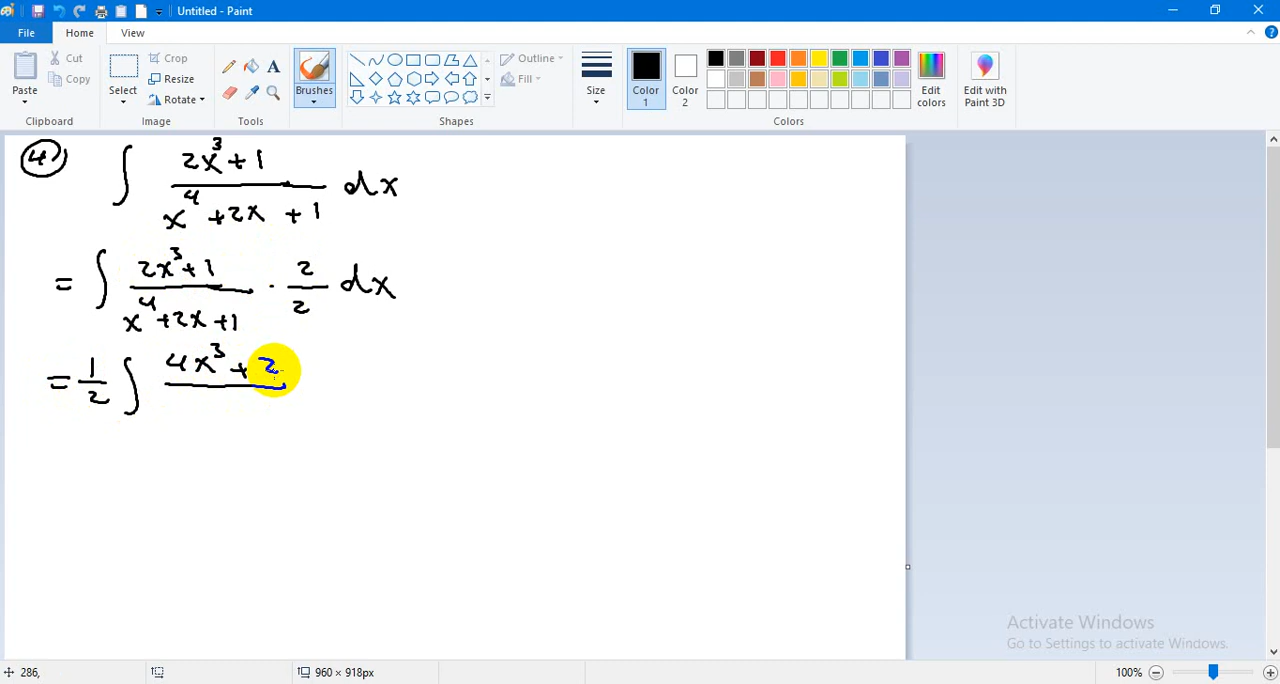 Untitled - Paint
File Home View
Paste
Cut
Copy
Clipboard
Select
Crop
Resize
Rotate
Image
A
Tools
Brushes
Outline
Fill
Shapes
Size
Color 1
Color 2
Edit colors
Edit with Paint 3D
Colors
④ ∫ (2x³ + 1)/(x⁴ + 2x + 1) dx
= ∫ (2x³ + 1)/(x⁴ + 2x + 1) · 2/2 dx
= 1/2 ∫ 4x³ + 2
Activate Windows
Go to Settings to activate Windows.
286,
960 × 918px
100%